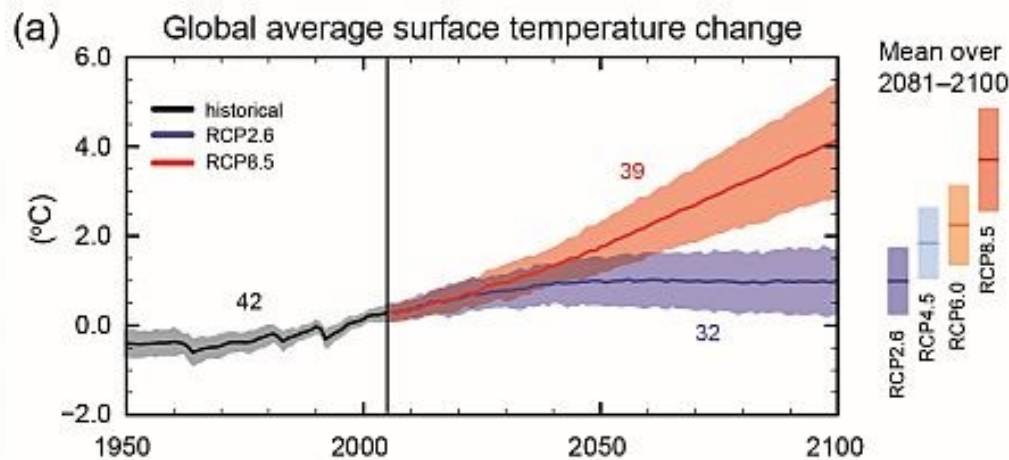 (a) Global average surface temperature change
6.0
4.0
2.0
0.0
−2.0
(°C)
historical
RCP2.6
RCP8.5
42
39
32
1950 2000 2050 2100
Mean over
2081–2100
RCP2.6
RCP4.5
RCP6.0
RCP8.5